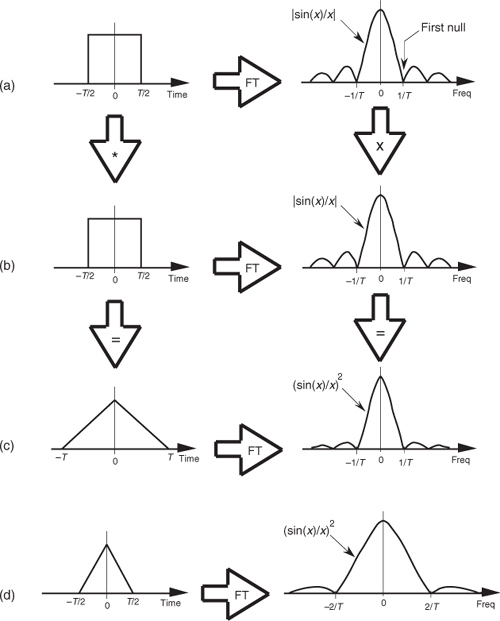 (a)
|sin(x)/x|
First null
FT
−T/2 0 T/2 Time
−1/T 0 1/T Freq
*
x
(b)
|sin(x)/x|
FT
−T/2 0 T/2 Time
−1/T 0 1/T Freq
=
=
(c)
(sin(x)/x)²
FT
−T 0 T Time
−1/T 0 1/T Freq
(d)
(sin(x)/x)²
FT
−T/2 0 T/2 Time
−2/T 0 2/T Freq